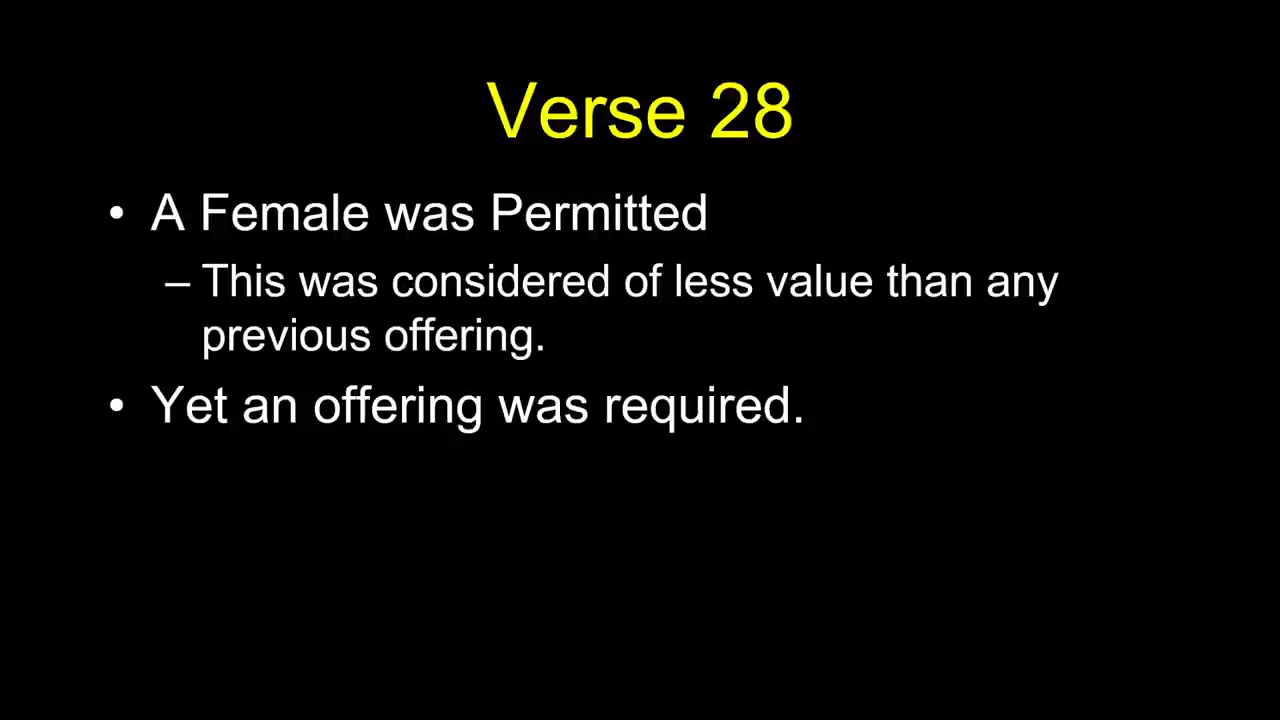 Verse 28
• A Female was Permitted
– This was considered of less value than any
previous offering.
• Yet an offering was required.